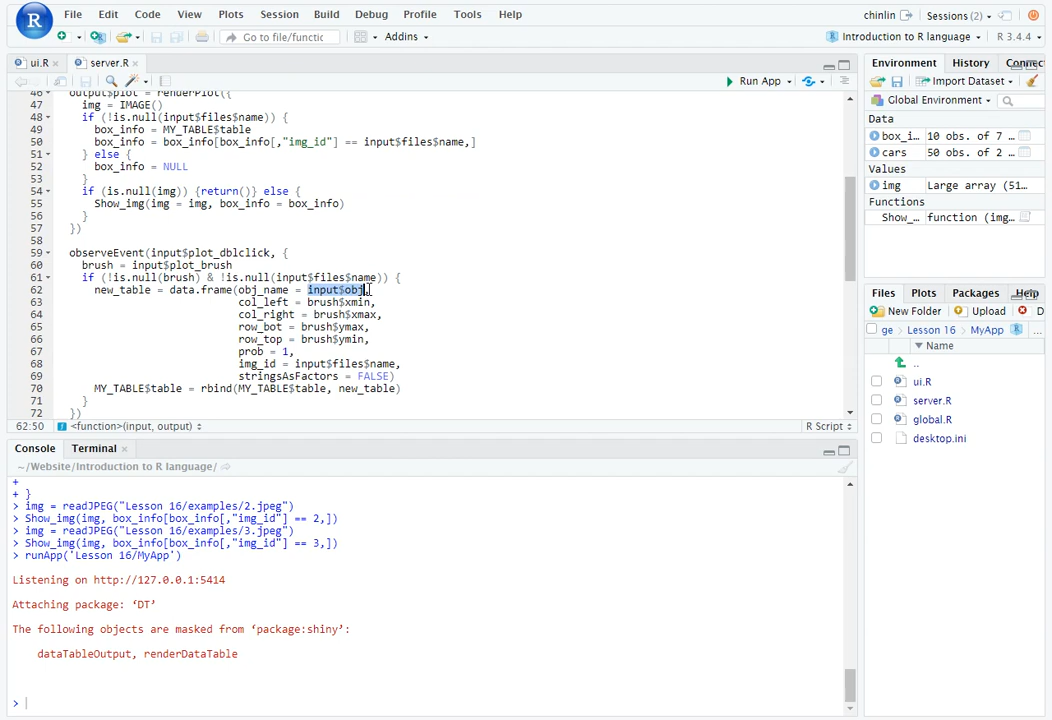 File Edit Code View Plots Session Build Debug Profile Tools Help
chinlin Sessions (2)
Go to file/functic Addins
Introduction to R language R 3.4.4
ui.R server.R
Run App
46 output$plot = renderPlot({
47 img = IMAGE()
48 if (!is.null(input$files$name)) {
49 box_info = MY_TABLE$table
50 box_info = box_info[box_info[,"img_id"] == input$files$name,]
51 } else {
52 box_info = NULL
53 }
54 if (is.null(img)) {return()} else {
55 Show_img(img = img, box_info = box_info)
56 }
57 })
58
59 observeEvent(input$plot_dblclick, {
60 brush = input$plot_brush
61 if (!is.null(brush) & !is.null(input$files$name)) {
62 new_table = data.frame(obj_name = input$obj,
63 col_left = brush$xmin,
64 col_right = brush$xmax,
65 row_bot = brush$ymax,
66 row_top = brush$ymin,
67 prob = 1,
68 img_id = input$files$name,
69 stringsAsFactors = FALSE)
70 MY_TABLE$table = rbind(MY_TABLE$table, new_table)
71 }
72 })
62:50 <function>(input, output) R Script
Console Terminal
~/Website/Introduction to R language/
+
+ }
> img = readJPEG("Lesson 16/examples/2.jpeg")
> Show_img(img, box_info[box_info[,"img_id"] == 2,])
> img = readJPEG("Lesson 16/examples/3.jpeg")
> Show_img(img, box_info[box_info[,"img_id"] == 3,])
> runApp('Lesson 16/MyApp')
Listening on http://127.0.0.1:5414
Attaching package: ‘DT’
The following objects are masked from ‘package:shiny’:
dataTableOutput, renderDataTable
>
Environment History Connec
Import Dataset
Global Environment
Data
box_i… 10 obs. of 7
cars 50 obs. of 2 …
Values
img Large array (51…
Functions
Show_… function (img…
Files Plots Packages Help
New Folder Upload D
ge Lesson 16 MyApp ...
Name
..
ui.R
server.R
global.R
desktop.ini